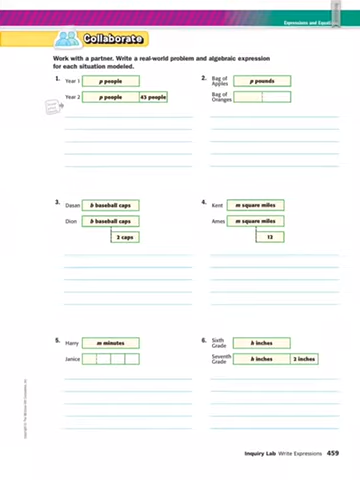 Expressions and Equations
Collaborate
Work with a partner. Write a real-world problem and algebraic expression
for each situation modeled.
1. Year 1 p people
Year 2 p people 45 people
2. Bag of Apples p pounds
Bag of Oranges
3. Dasan b baseball caps
Dion b baseball caps
3 caps
4. Kent m square miles
Ames m square miles
13
5. Harry m minutes
Janice
6. Sixth Grade h inches
Seventh Grade h inches 3 inches
Inquiry Lab Write Expressions 459